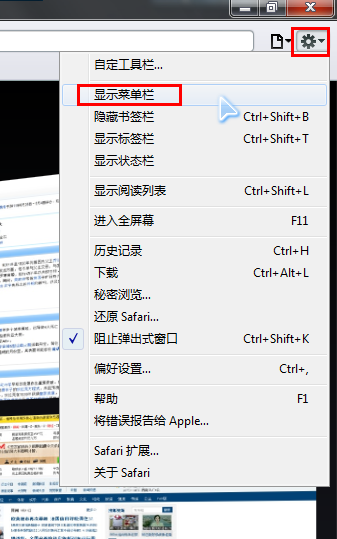 自定工具栏...
显示菜单栏
隐藏书签栏 Ctrl+Shift+B
显示标签栏 Ctrl+Shift+T
显示状态栏
显示阅读列表 Ctrl+Shift+L
进入全屏幕 F11
历史记录 Ctrl+H
下载 Ctrl+Alt+L
秘密浏览...
还原 Safari...
阻止弹出式窗口 Ctrl+Shift+K
偏好设置... Ctrl+,
帮助 F1
将错误报告给 Apple...
Safari 扩展...
关于 Safari